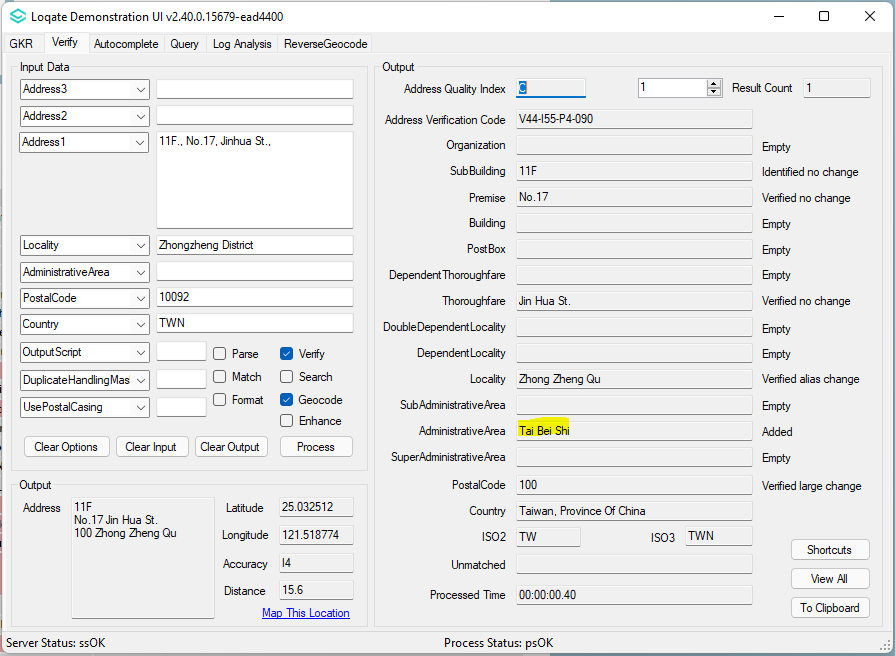 Loqate Demonstration UI v2.40.0.15679-ead4400
GKR Verify Autocomplete Query Log Analysis ReverseGeocode
Input Data
Address3
Address2
Address1 11F., No.17, Jinhua St.,
Locality Zhongzheng District
AdministrativeArea
PostalCode 10092
Country TWN
OutputScript Parse Verify
DuplicateHandlingMas Match Search
UsePostalCasing Format Geocode
Enhance
Clear Options Clear Input Clear Output Process
Output
Address 11F
No.17 Jin Hua St.
100 Zhong Zheng Qu
Latitude 25.032512
Longitude 121.518774
Accuracy I4
Distance 15.6
Map This Location
Output
Address Quality Index C 1 Result Count 1
Address Verification Code V44-I55-P4-090
Organization Empty
SubBuilding 11F Identified no change
Premise No.17 Verified no change
Building Empty
PostBox Empty
DependentThoroughfare Empty
Thoroughfare Jin Hua St. Verified no change
DoubleDependentLocality Empty
DependentLocality Empty
Locality Zhong Zheng Qu Verified alias change
SubAdministrativeArea Empty
AdministrativeArea Tai Bei Shi Added
SuperAdministrativeArea Empty
PostalCode 100 Verified large change
Country Taiwan, Province Of China
ISO2 TW ISO3 TWN
Unmatched
Processed Time 00:00:00.40
Shortcuts
View All
To Clipboard
Server Status: ssOK Process Status: psOK